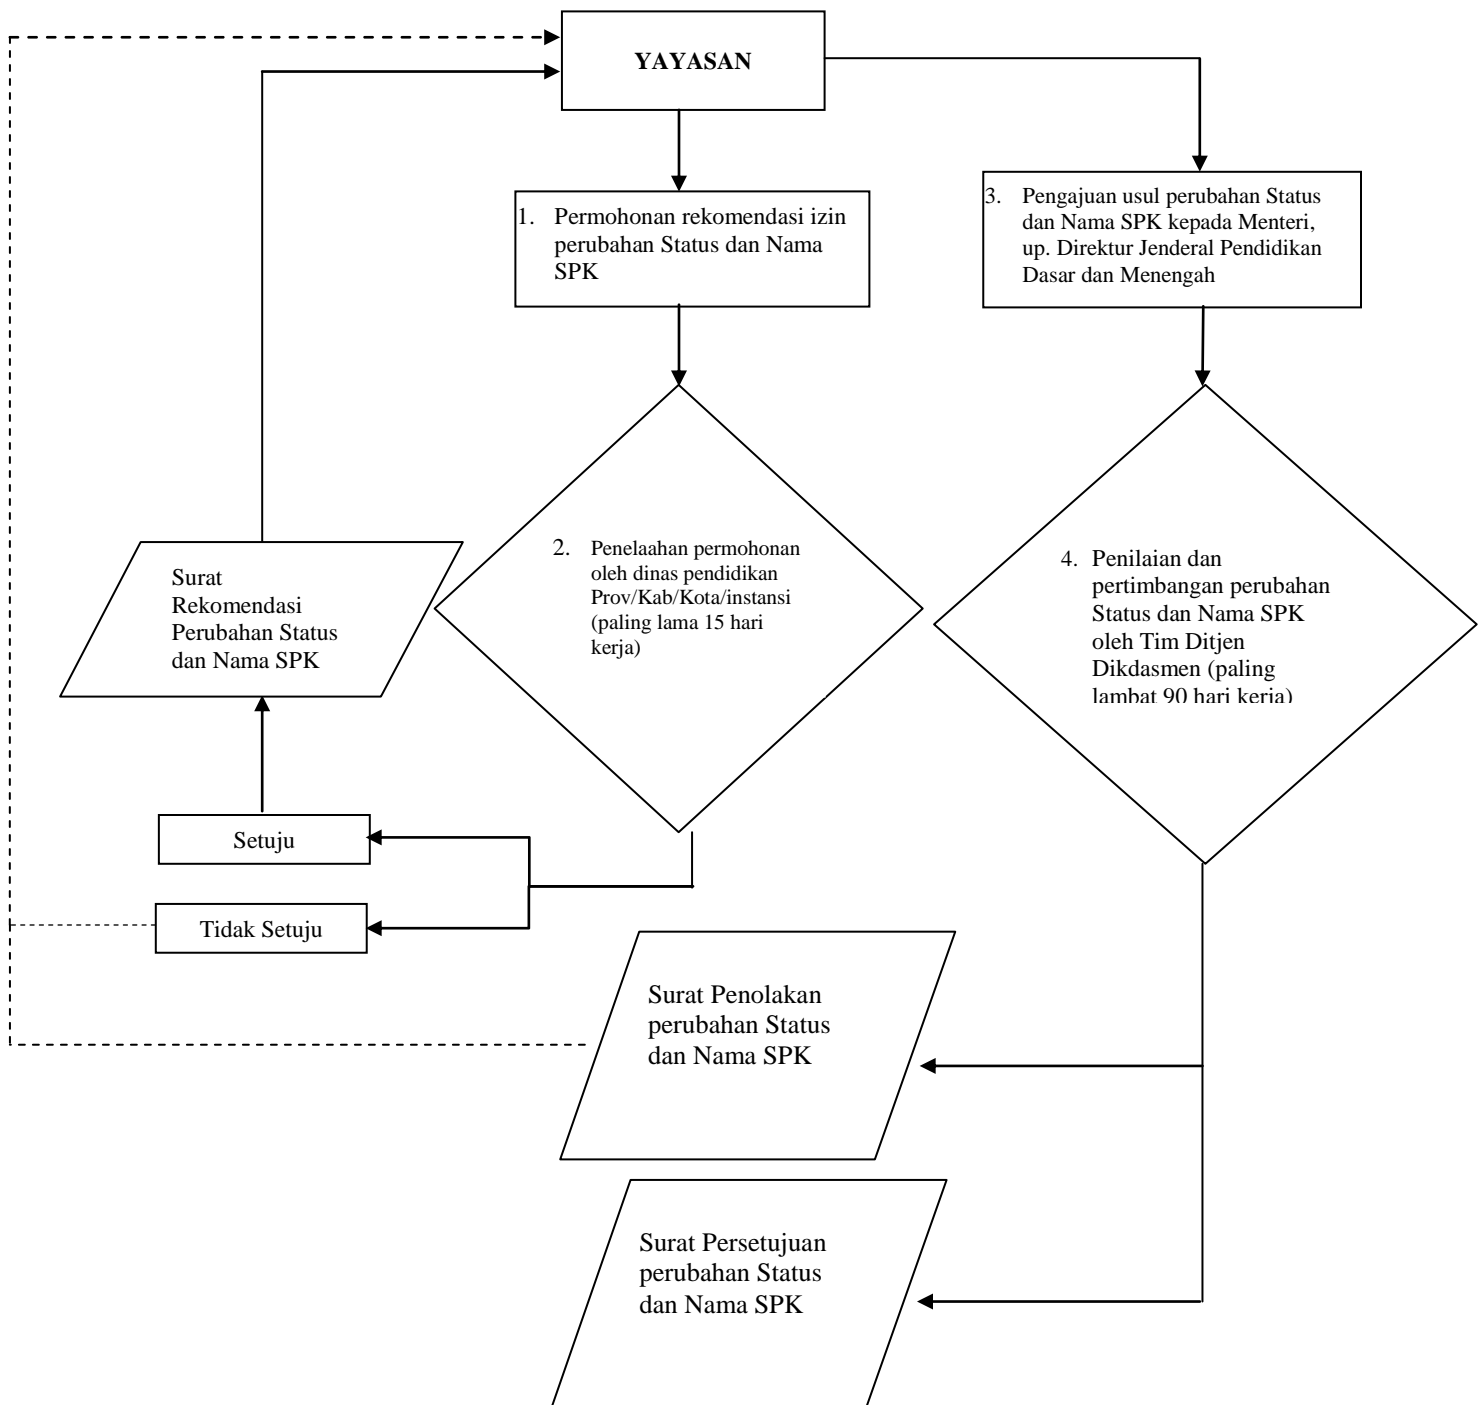 YAYASAN
1. Permohonan rekomendasi izin
perubahan Status dan Nama
SPK
3. Pengajuan usul perubahan Status
dan Nama SPK kepada Menteri,
up. Direktur Jenderal Pendidikan
Dasar dan Menengah
2. Penelaahan permohonan
oleh dinas pendidikan
Prov/Kab/Kota/instansi
(paling lama 15 hari
kerja)
4. Penilaian dan
pertimbangan perubahan
Status dan Nama SPK
oleh Tim Ditjen
Dikdasmen (paling
lambat 90 hari kerja)
Surat
Rekomendasi
Perubahan Status
dan Nama SPK
Setuju
Tidak Setuju
Surat Penolakan
perubahan Status
dan Nama SPK
Surat Persetujuan
perubahan Status
dan Nama SPK